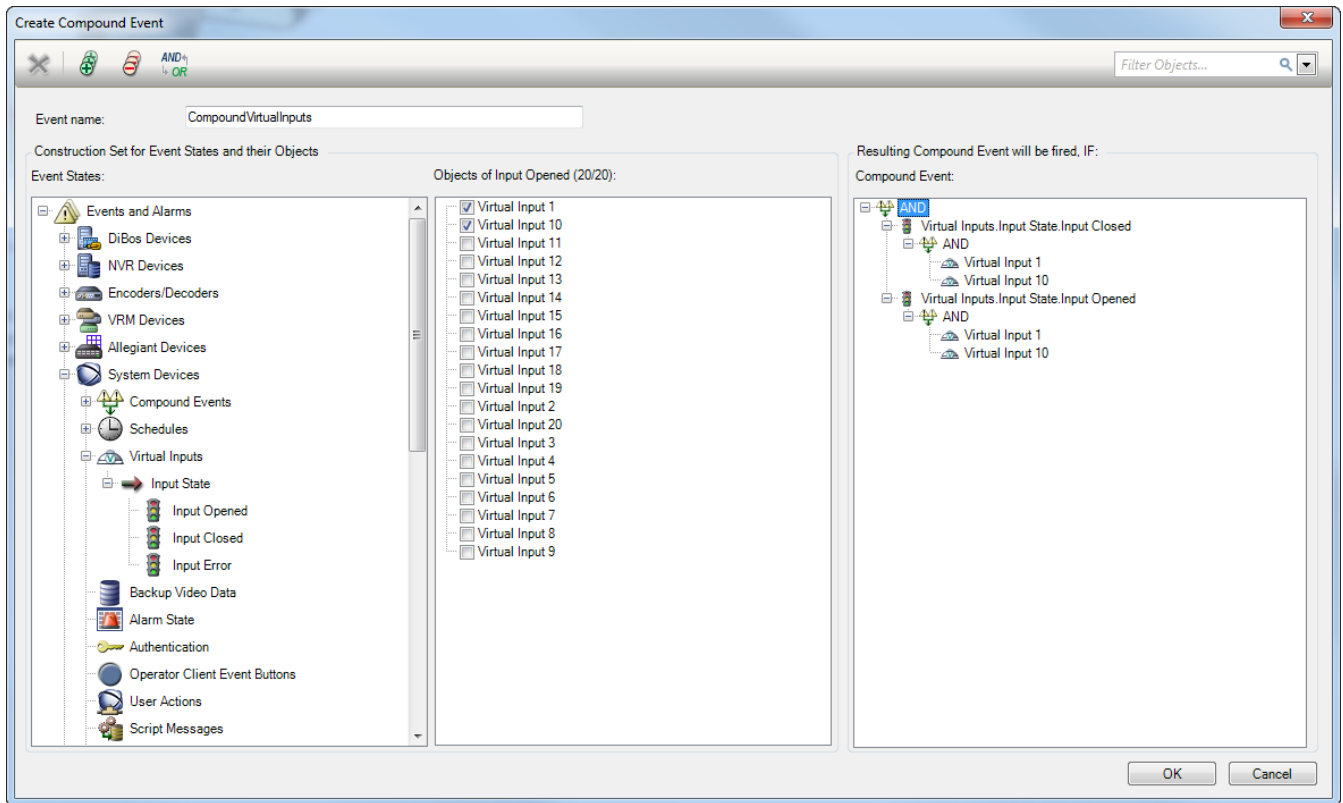 Create Compound Event
AND
OR
Filter Objects...
Event name:
CompoundVirtualInputs
Construction Set for Event States and their Objects
Event States:
Events and Alarms
DiBos Devices
NVR Devices
Encoders/Decoders
VRM Devices
Allegiant Devices
System Devices
Compound Events
Schedules
Virtual Inputs
Input State
Input Opened
Input Closed
Input Error
Backup Video Data
Alarm State
Authentication
Operator Client Event Buttons
User Actions
Script Messages
Objects of Input Opened (20/20):
Virtual Input 1
Virtual Input 10
Virtual Input 11
Virtual Input 12
Virtual Input 13
Virtual Input 14
Virtual Input 15
Virtual Input 16
Virtual Input 17
Virtual Input 18
Virtual Input 19
Virtual Input 2
Virtual Input 20
Virtual Input 3
Virtual Input 4
Virtual Input 5
Virtual Input 6
Virtual Input 7
Virtual Input 8
Virtual Input 9
Resulting Compound Event will be fired, IF:
Compound Event:
AND
Virtual Inputs.Input State.Input Closed
AND
Virtual Input 1
Virtual Input 10
Virtual Inputs.Input State.Input Opened
AND
Virtual Input 1
Virtual Input 10
OK
Cancel